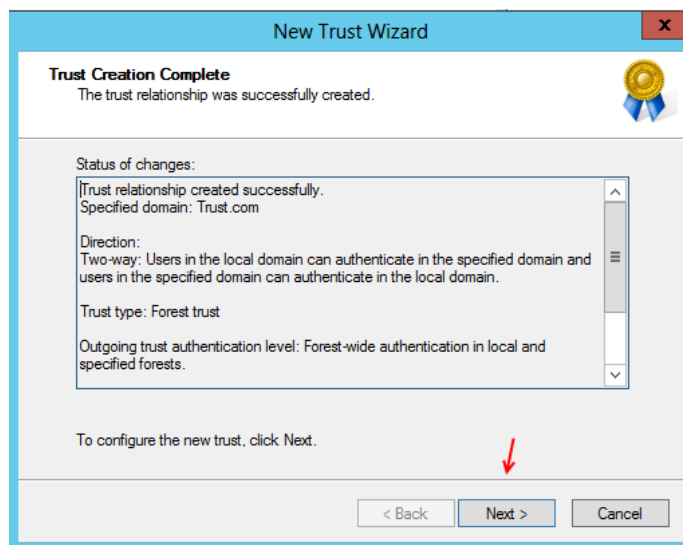 New Trust Wizard
x
Trust Creation Complete
The trust relationship was successfully created.
Status of changes:
Trust relationship created successfully.
Specified domain: Trust.com
Direction:
Two-way: Users in the local domain can authenticate in the specified domain and
users in the specified domain can authenticate in the local domain.
Trust type: Forest trust
Outgoing trust authentication level: Forest-wide authentication in local and
specified forests.
To configure the new trust, click Next.
< Back Next > Cancel